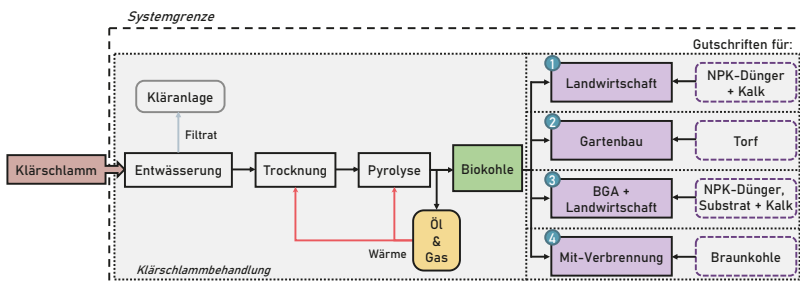 Systemgrenze
Gutschriften für:
Kläranlage
Filtrat
Klärschlamm
Entwässerung
Trocknung
Pyrolyse
Biokohle
Öl
&
Gas
Wärme
Klärschlammbehandlung
1
Landwirtschaft
NPK-Dünger
+ Kalk
2
Gartenbau
Torf
3
BGA +
Landwirtschaft
NPK-Dünger,
Substrat + Kalk
4
Mit-Verbrennung
Braunkohle